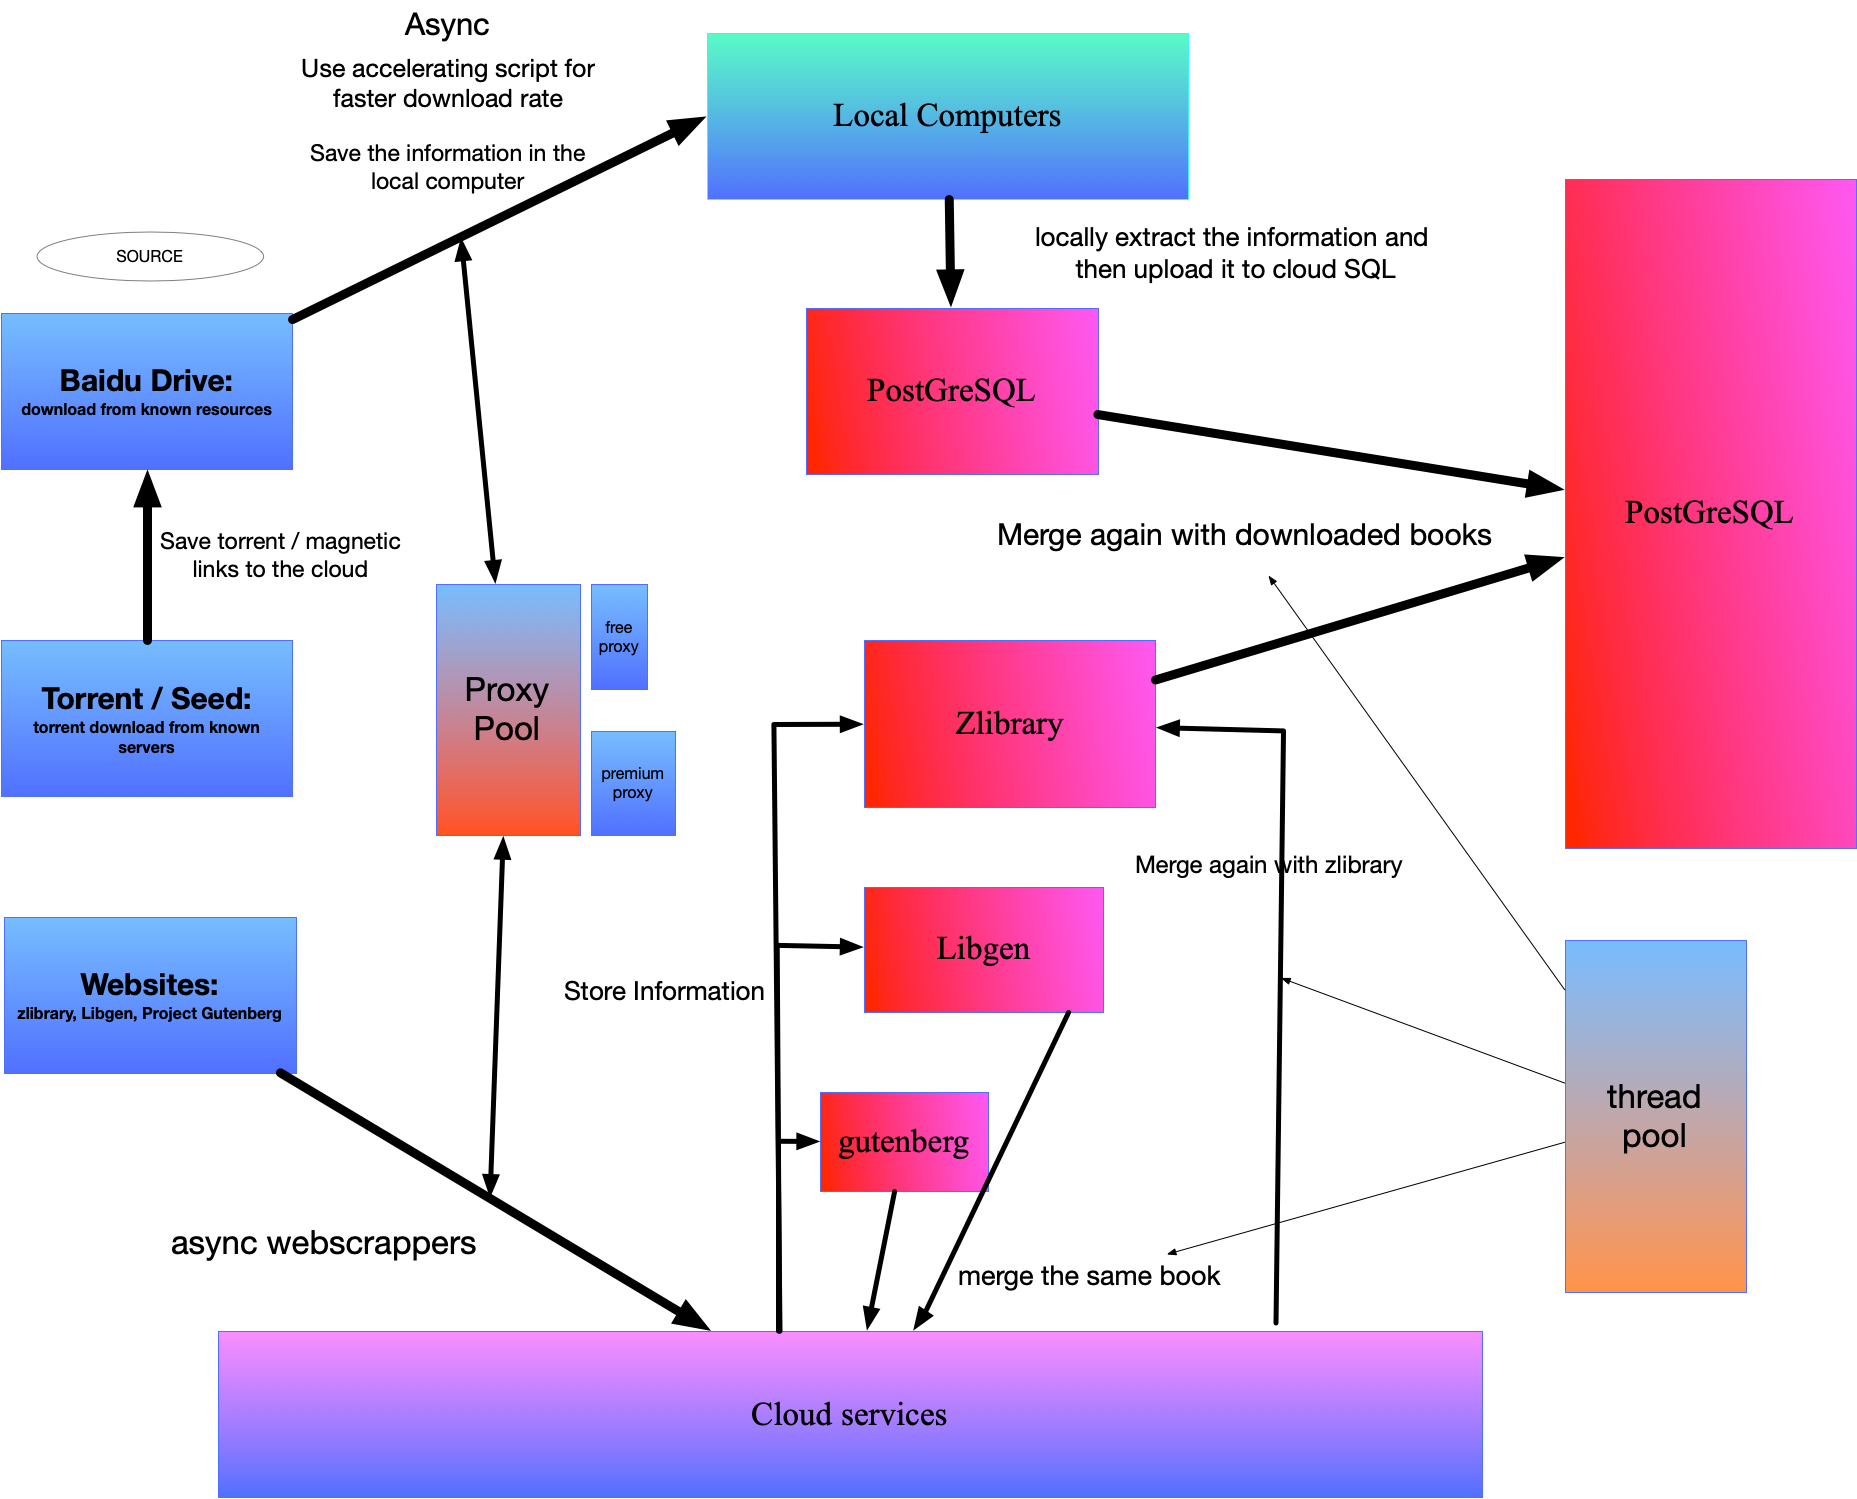 Async
Use accelerating script for
faster download rate
Save the information in the
local computer
Local Computers
SOURCE
locally extract the information and
then upload it to cloud SQL
Baidu Drive:
download from known resources
PostGreSQL
PostGreSQL
Save torrent / magnetic
links to the cloud
Merge again with downloaded books
Torrent / Seed:
torrent download from known
servers
Proxy
Pool
free
proxy
premium
proxy
Zlibrary
Merge again with zlibrary
Websites:
zlibrary, Libgen, Project Gutenberg
Store Information
Libgen
gutenberg
thread
pool
async webscrappers
merge the same book
Cloud services